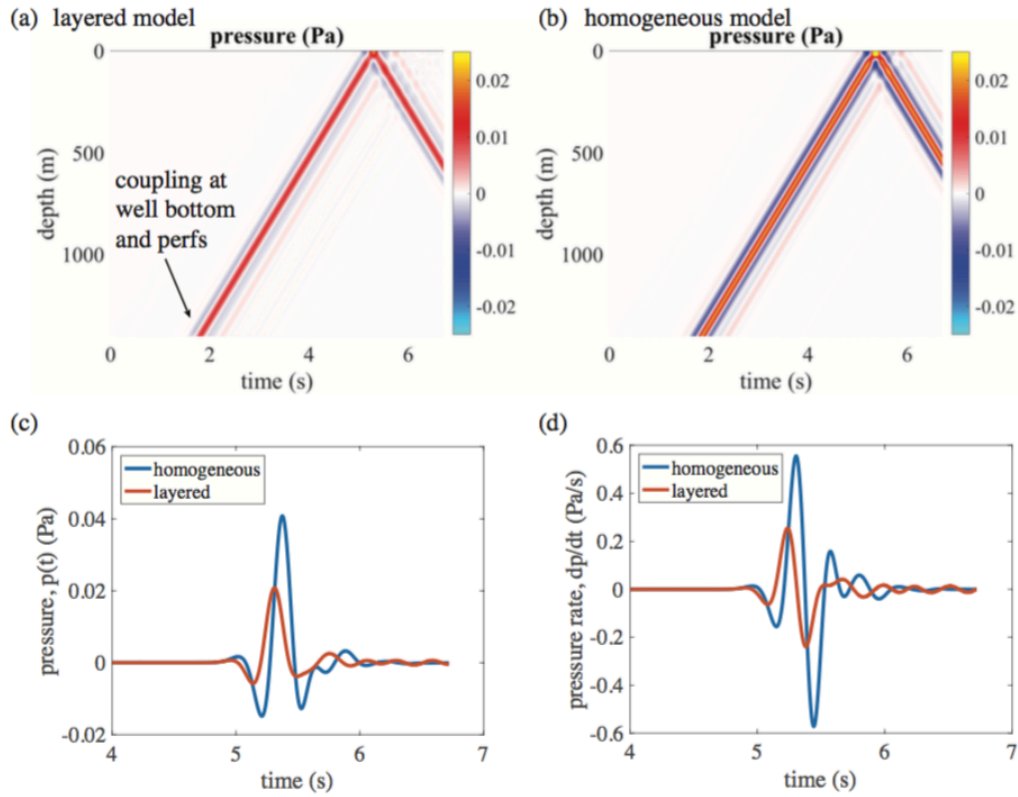 (a) layered model
pressure (Pa)
0
500
1000
depth (m)
coupling at
well bottom
and perfs
0 2 4 6
time (s)
0.02
0.01
0
-0.01
-0.02
(b) homogeneous model
pressure (Pa)
0
500
1000
depth (m)
0 2 4 6
time (s)
0.02
0.01
0
-0.01
-0.02
(c)
0.06
0.04
0.02
0
-0.02
pressure, p(t) (Pa)
homogeneous
layered
4 5 6 7
time (s)
(d)
0.6
0.4
0.2
0
-0.2
-0.4
-0.6
pressure rate, dp/dt (Pa/s)
homogeneous
layered
4 5 6 7
time (s)